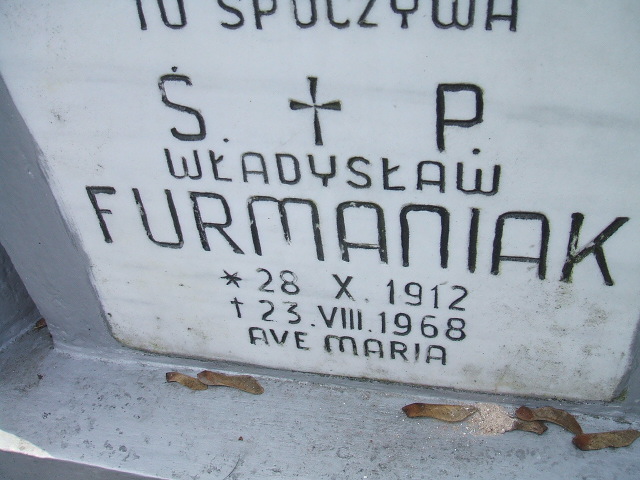 TU SPOCZYWA
Ś. P.
WŁADYSŁAW
FURMANIAK
* 28 X. 1912
† 23. VIII. 1968
AVE MARIA